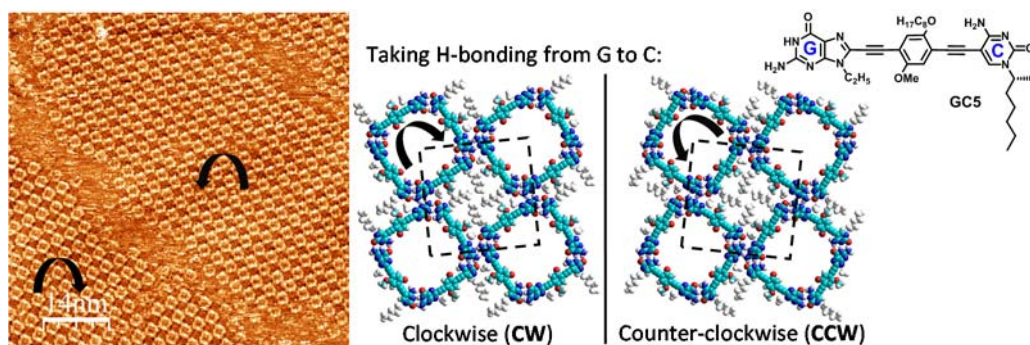 14nm
Taking H-bonding from G to C:
Clockwise (CW)
Counter-clockwise (CCW)
O
HN
H₂N
N
N
N
G
C₂H₅
H₁₇C₈O
OMe
H₂N
N
C
O
N
GC5